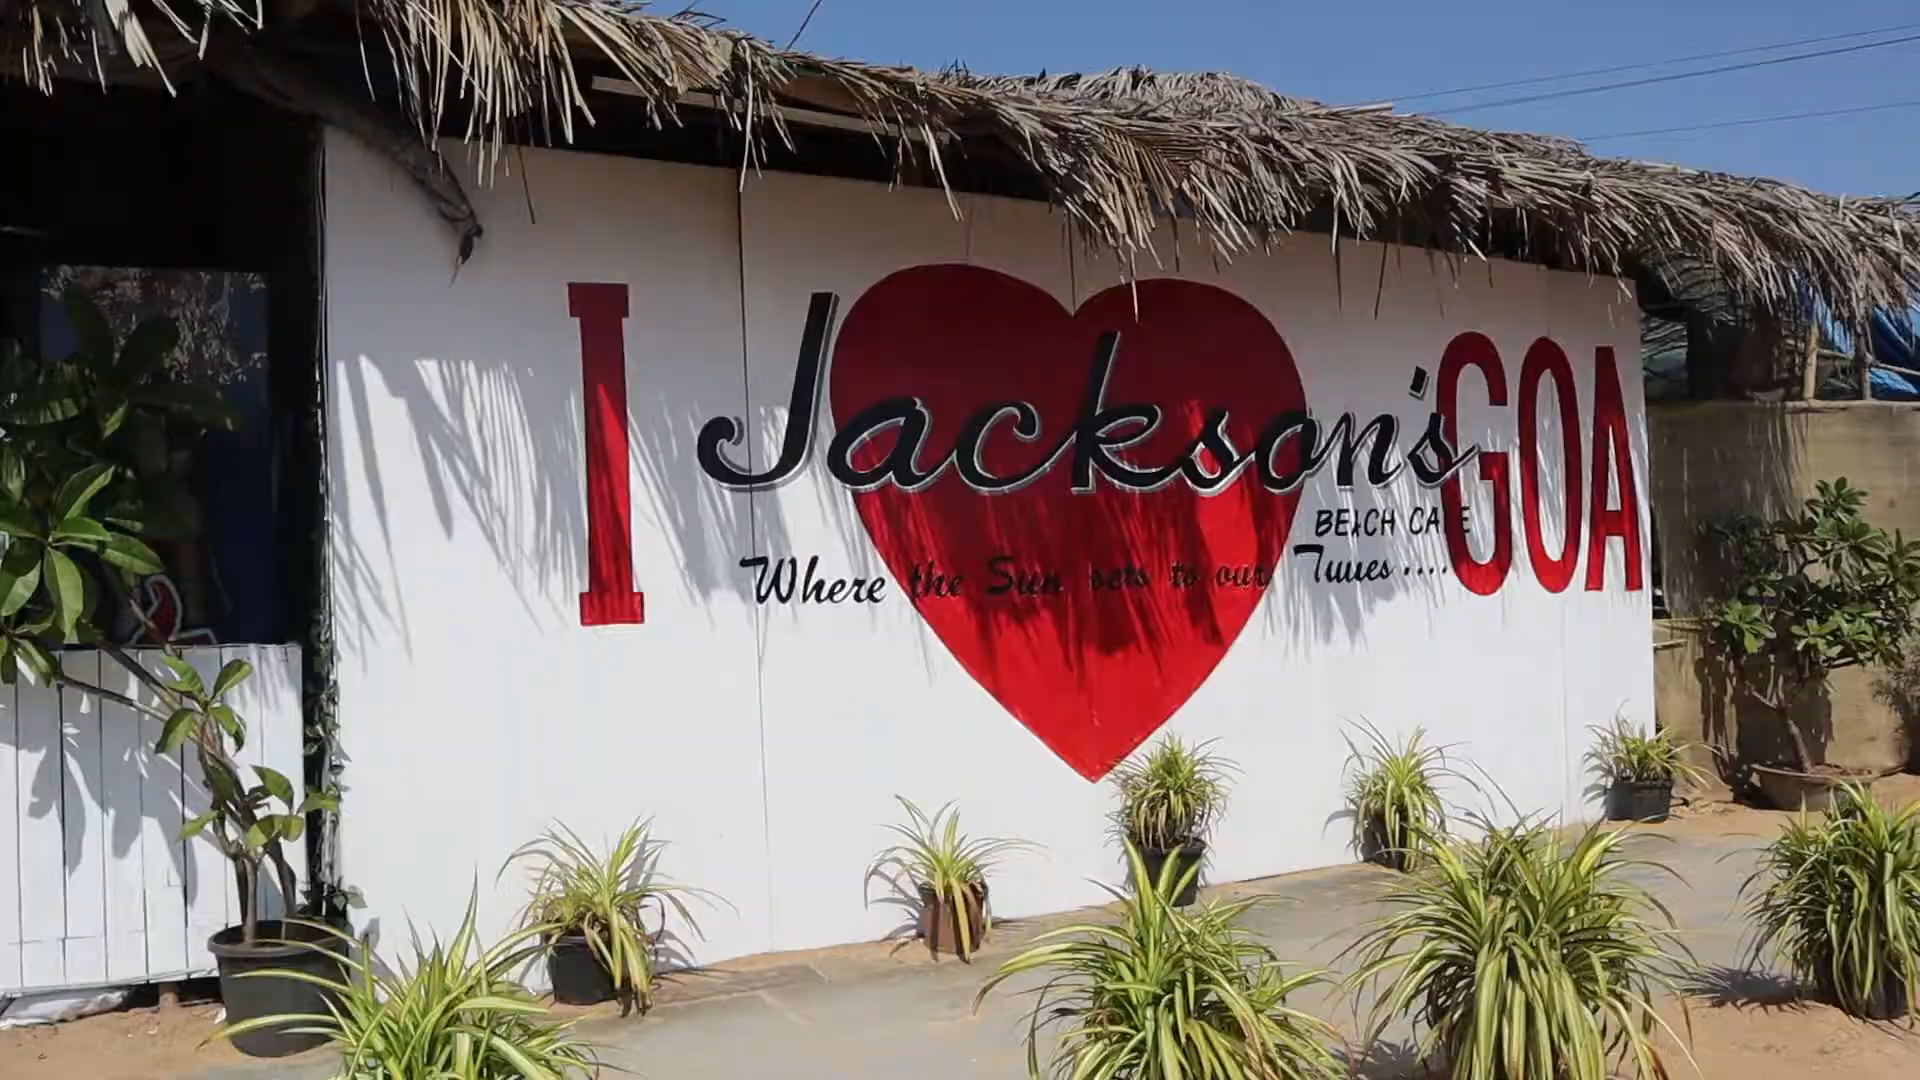 I GOA
Jackson's
BEACH CAFE
Where the Sun sets to our Tunes ....